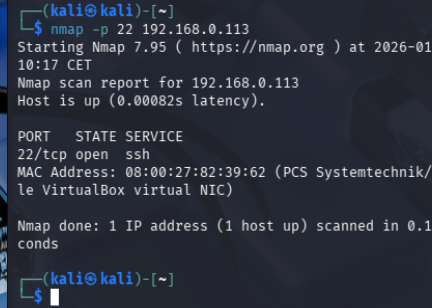 ┌──(kali㉿kali)-[~]
└─$ nmap -p 22 192.168.0.113
Starting Nmap 7.95 ( https://nmap.org ) at 2026-01
10:17 CET
Nmap scan report for 192.168.0.113
Host is up (0.00082s latency).
PORT   STATE SERVICE
22/tcp open  ssh
MAC Address: 08:00:27:82:39:62 (PCS Systemtechnik/
le VirtualBox virtual NIC)
Nmap done: 1 IP address (1 host up) scanned in 0.1
conds
┌──(kali㉿kali)-[~]
└─$